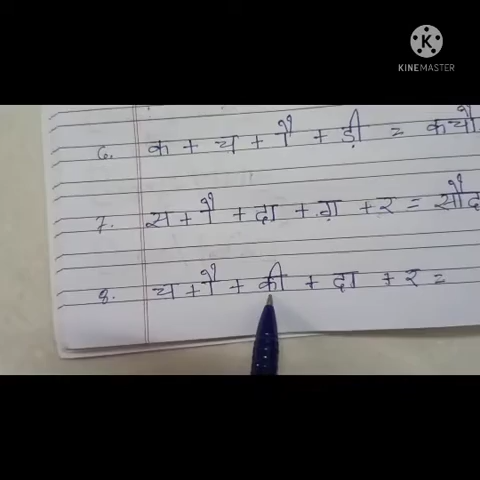 K
KINEMASTER
6. क + च + ौ + ड़ी = कचौ
7. स + ौ + दा + ग़ + र = सौद
8. च + ौ + की + दा + र =